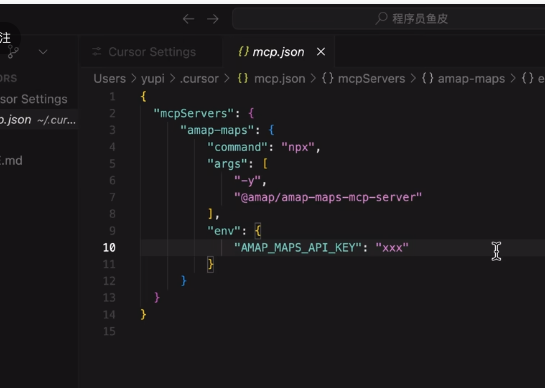 注
程序员鱼皮
Cursor Settings
{} mcp.json ×
ORS
Users > yupi > .cursor > {} mcp.json > {} mcpServers > {} amap-maps > {} e
sor Settings
p.json ~/.cur...
E.md
1 {
2 "mcpServers": {
3 "amap-maps": {
4 "command": "npx",
5 "args": [
6 "-y",
7 "@amap/amap-maps-mcp-server"
8 ],
9 "env": {
10 "AMAP_MAPS_API_KEY": "xxx"
11 }
12 }
13 }
14 }
15